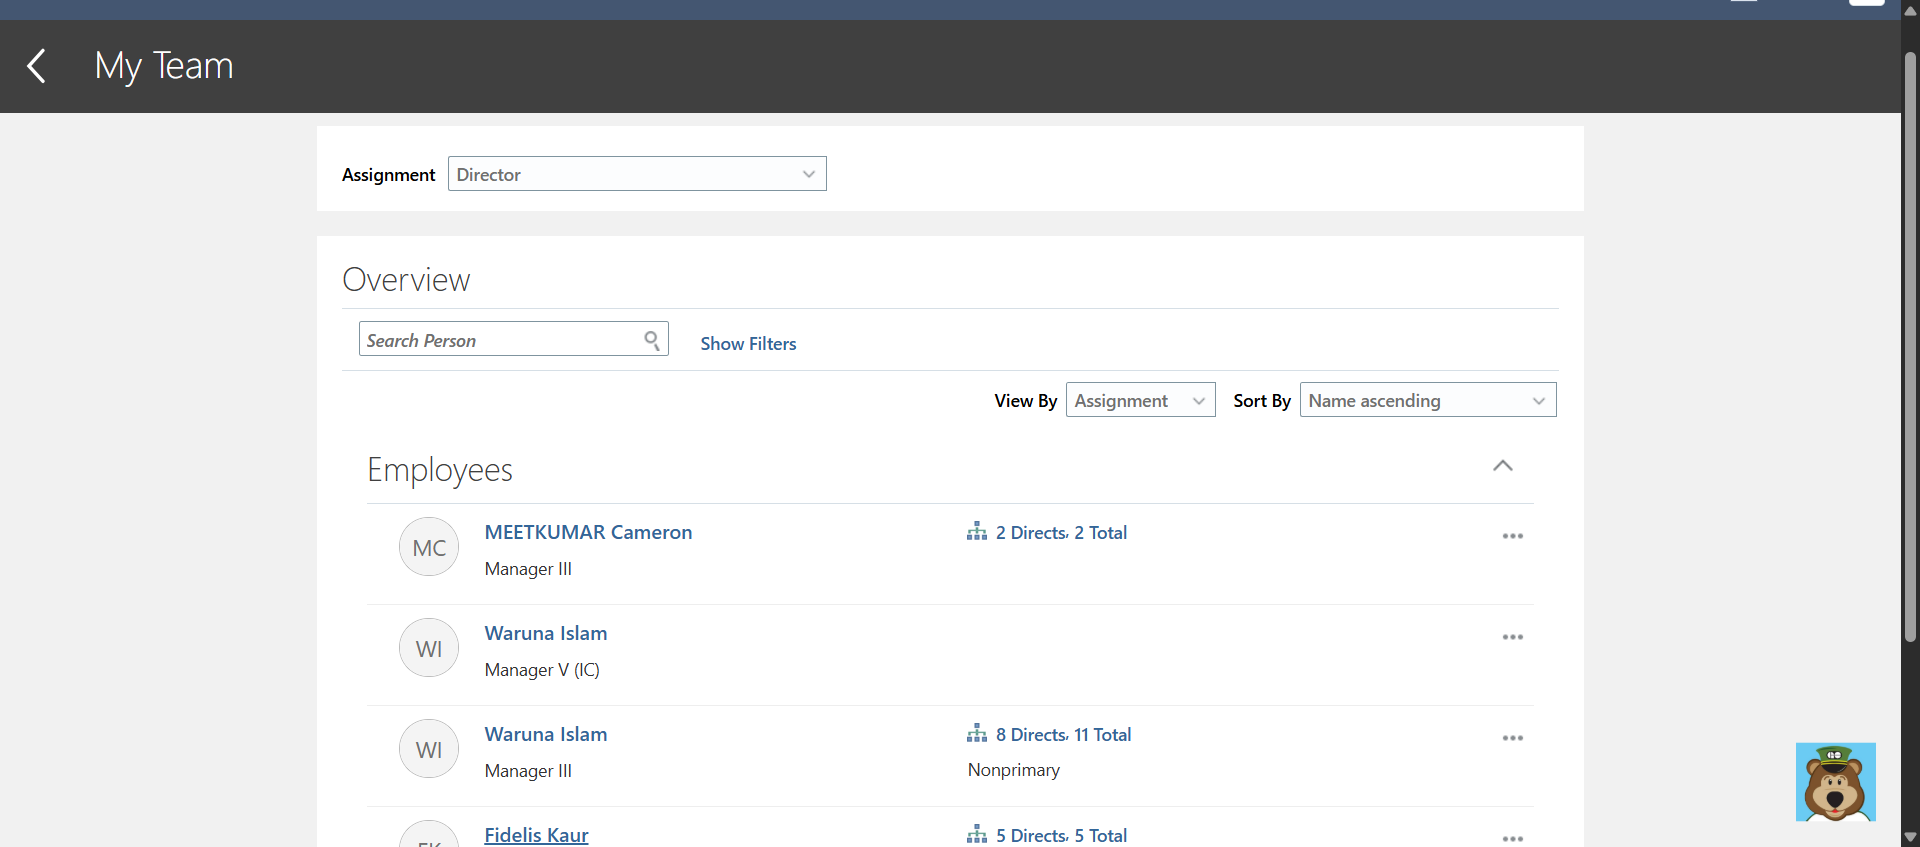 My Team
Assignment Director
Overview
Search Person Show Filters
View By Assignment Sort By Name ascending
Employees
MC MEETKUMAR Cameron 2 Directs, 2 Total
Manager III
WI Waruna Islam
Manager V (IC)
WI Waruna Islam 8 Directs, 11 Total
Manager III Nonprimary
FK Fidelis Kaur 5 Directs, 5 Total